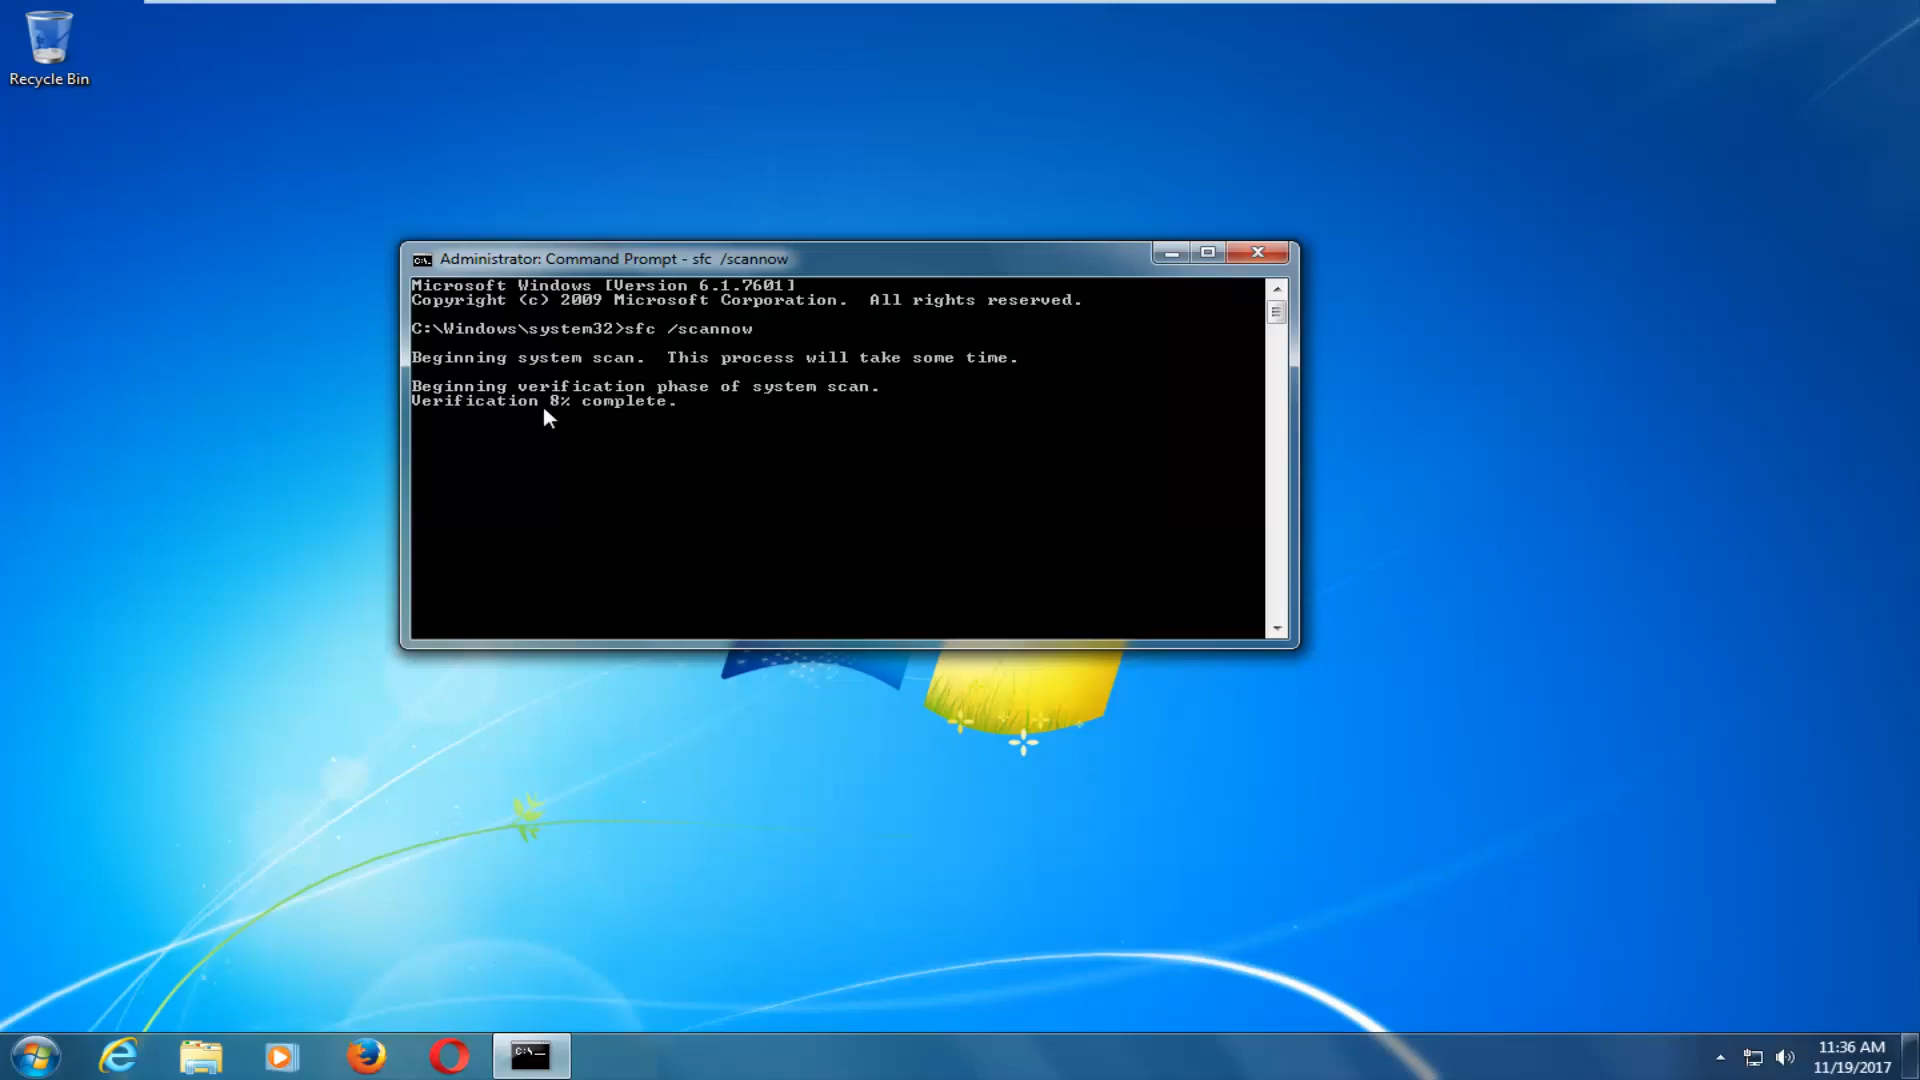 Recycle Bin
Administrator: Command Prompt - sfc  /scannow
Microsoft Windows [Version 6.1.7601]
Copyright (c) 2009 Microsoft Corporation.  All rights reserved.
C:\Windows\system32>sfc /scannow
Beginning system scan.  This process will take some time.
Beginning verification phase of system scan.
Verification 8% complete.
C:\_
11:36 AM
11/19/2017